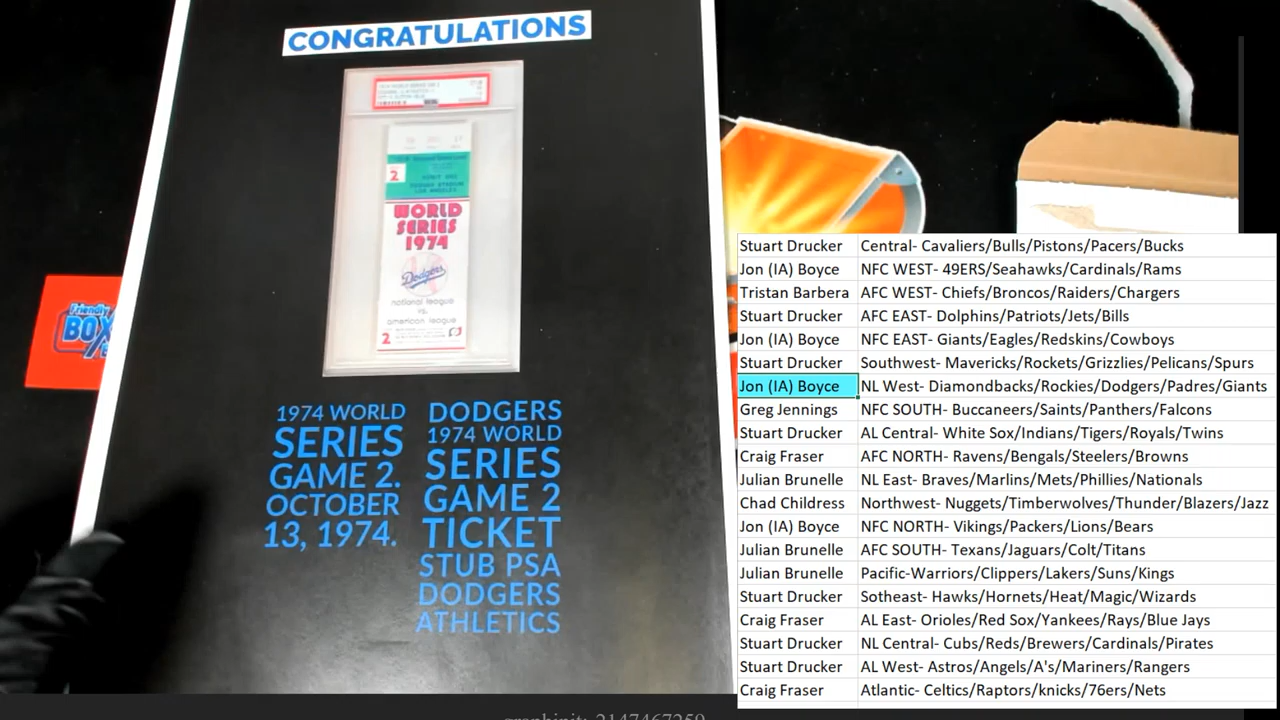 CONGRATULATIONS
2
WORLD
SERIES
1974
Dodgers
national league
vs.
american league
2
1974 WORLD
SERIES
GAME 2.
OCTOBER
13, 1974.
DODGERS
1974 WORLD
SERIES
GAME 2
TICKET
STUB PSA
DODGERS
ATHLETICS
Friendly
BOX
Stuart Drucker Central- Cavaliers/Bulls/Pistons/Pacers/Bucks
Jon (IA) Boyce NFC WEST- 49ERS/Seahawks/Cardinals/Rams
Tristan Barbera AFC WEST- Chiefs/Broncos/Raiders/Chargers
Stuart Drucker AFC EAST- Dolphins/Patriots/Jets/Bills
Jon (IA) Boyce NFC EAST- Giants/Eagles/Redskins/Cowboys
Stuart Drucker Southwest- Mavericks/Rockets/Grizzlies/Pelicans/Spurs
Jon (IA) Boyce NL West- Diamondbacks/Rockies/Dodgers/Padres/Giants
Greg Jennings NFC SOUTH- Buccaneers/Saints/Panthers/Falcons
Stuart Drucker AL Central- White Sox/Indians/Tigers/Royals/Twins
Craig Fraser AFC NORTH- Ravens/Bengals/Steelers/Browns
Julian Brunelle NL East- Braves/Marlins/Mets/Phillies/Nationals
Chad Childress Northwest- Nuggets/Timberwolves/Thunder/Blazers/Jazz
Jon (IA) Boyce NFC NORTH- Vikings/Packers/Lions/Bears
Julian Brunelle AFC SOUTH- Texans/Jaguars/Colt/Titans
Julian Brunelle Pacific-Warriors/Clippers/Lakers/Suns/Kings
Stuart Drucker Sotheast- Hawks/Hornets/Heat/Magic/Wizards
Craig Fraser AL East- Orioles/Red Sox/Yankees/Rays/Blue Jays
Stuart Drucker NL Central- Cubs/Reds/Brewers/Cardinals/Pirates
Stuart Drucker AL West- Astros/Angels/A's/Mariners/Rangers
Craig Fraser Atlantic- Celtics/Raptors/knicks/76ers/Nets